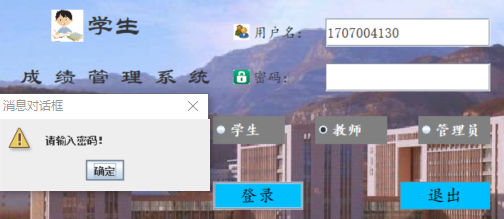 学生
成绩管理系统
用户名：
1707004130
密码：
消息对话框
请输入密码!
确定
学生
教师
管理员
登录
退出